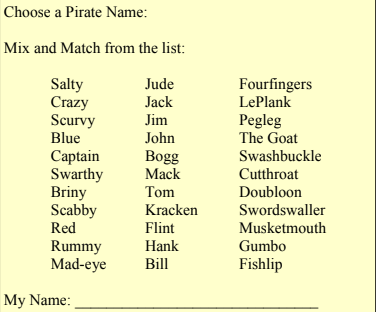 Choose a Pirate Name:
Mix and Match from the list:
Salty Jude Fourfingers
Crazy Jack LePlank
Scurvy Jim Pegleg
Blue John The Goat
Captain Bogg Swashbuckle
Swarthy Mack Cutthroat
Briny Tom Doubloon
Scabby Kracken Swordswaller
Red Flint Musketmouth
Rummy Hank Gumbo
Mad-eye Bill Fishlip
My Name: _______________________________